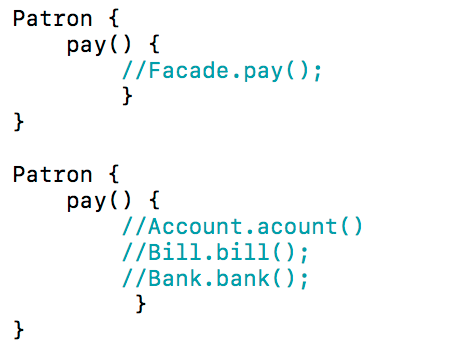 Patron {
    pay() {
        //Facade.pay();
        }
}

Patron {
    pay() {
        //Account.acount()
        //Bill.bill();
        //Bank.bank();
         }
}